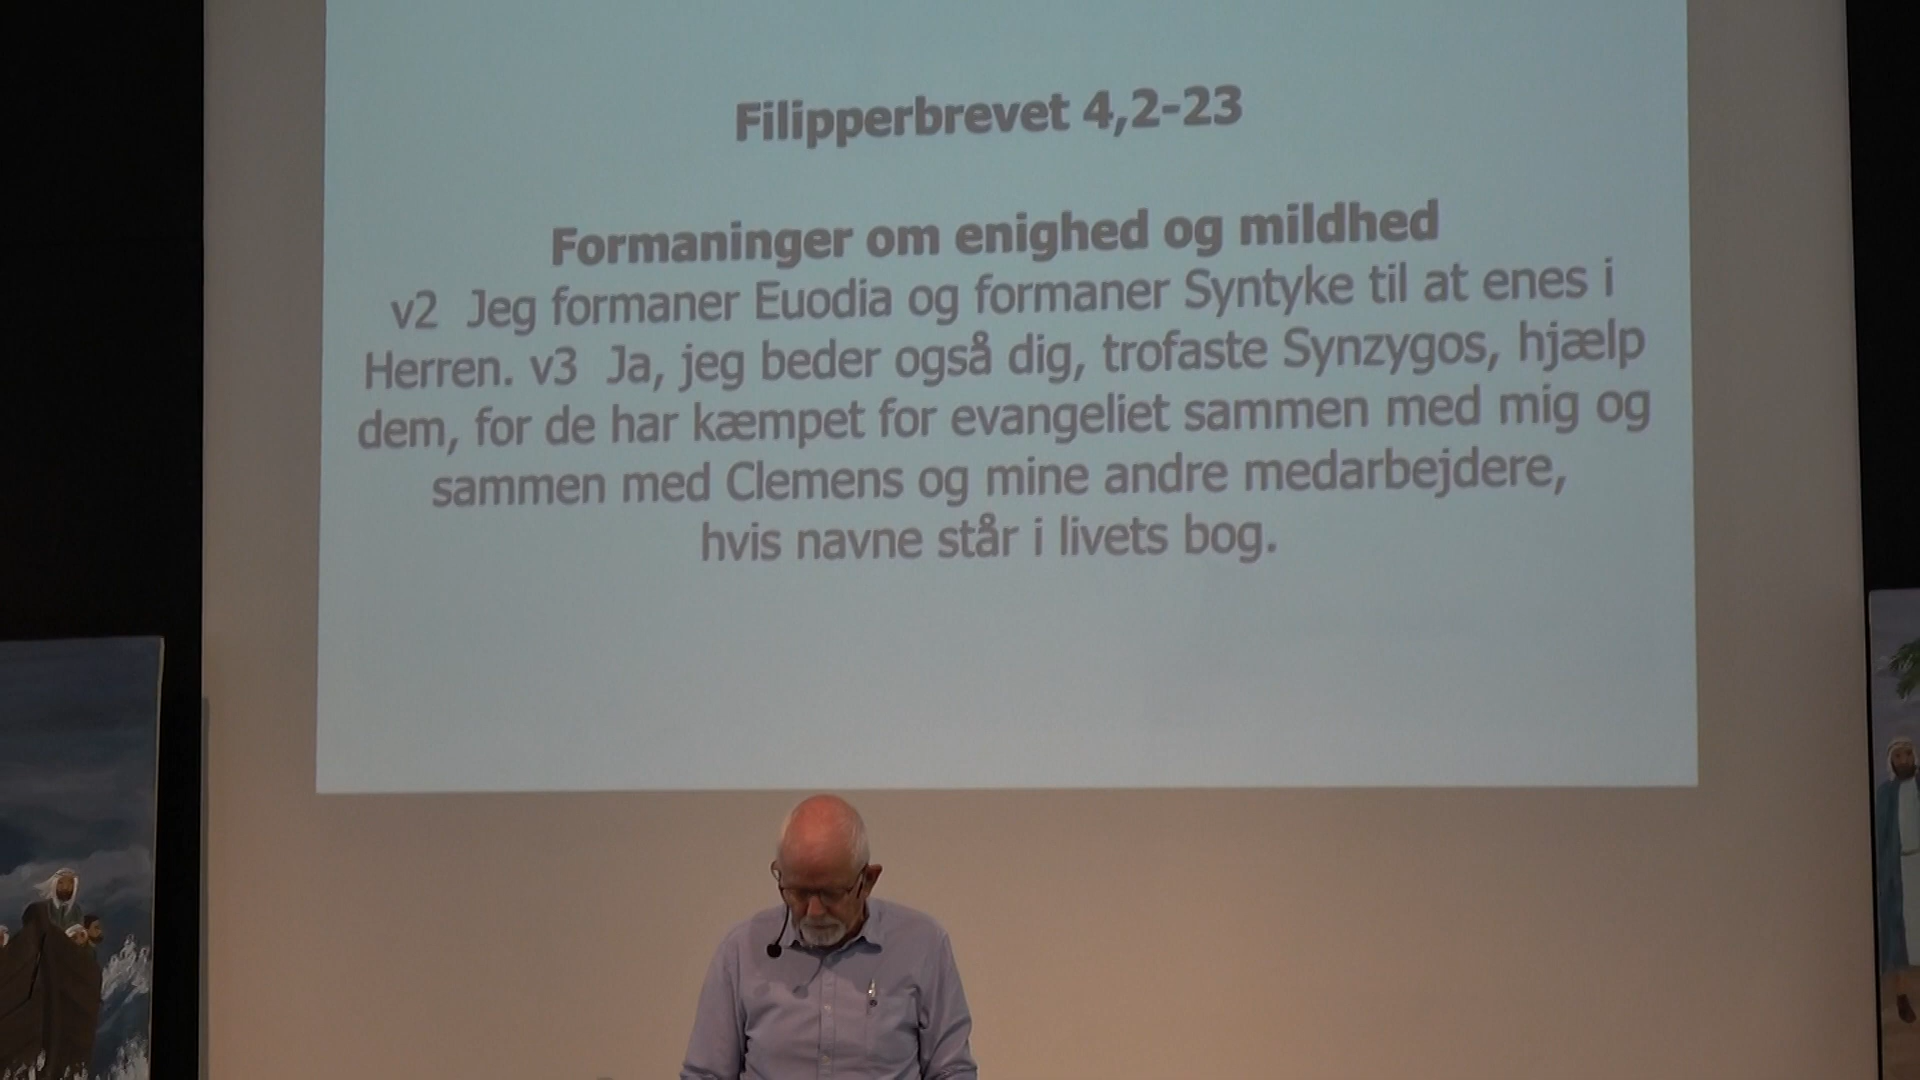 Filipperbrevet 4,2-23
Formaninger om enighed og mildhed
v2 Jeg formaner Euodia og formaner Syntyke til at enes i
Herren. v3 Ja, jeg beder også dig, trofaste Synzygos, hjælp
dem, for de har kæmpet for evangeliet sammen med mig og
sammen med Clemens og mine andre medarbejdere,
hvis navne står i livets bog.